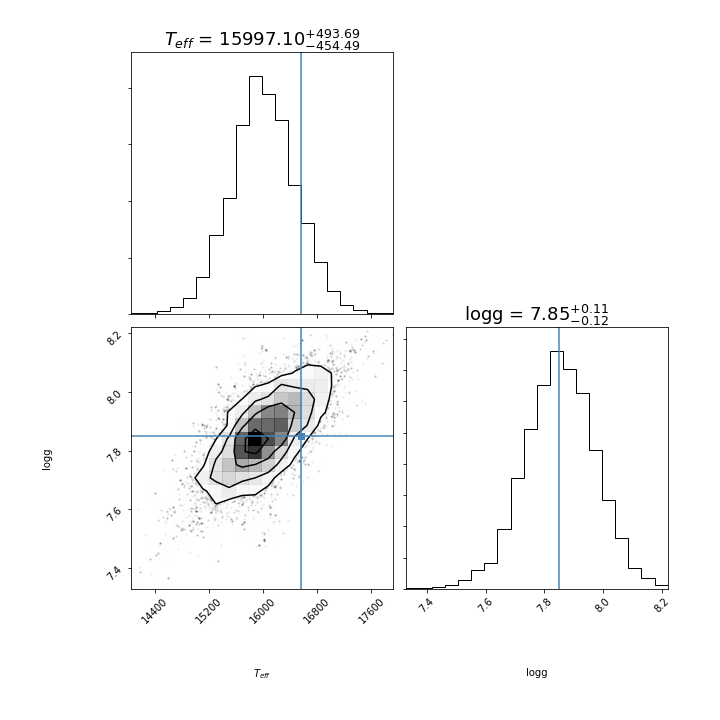 T_eff = 15997.10+493.69
−454.49
logg = 7.85+0.11
−0.12
8.2
8.0
7.8
7.6
7.4
logg
14400 15200 16000 16800 17600
7.4 7.6 7.8 8.0 8.2
T_eff logg